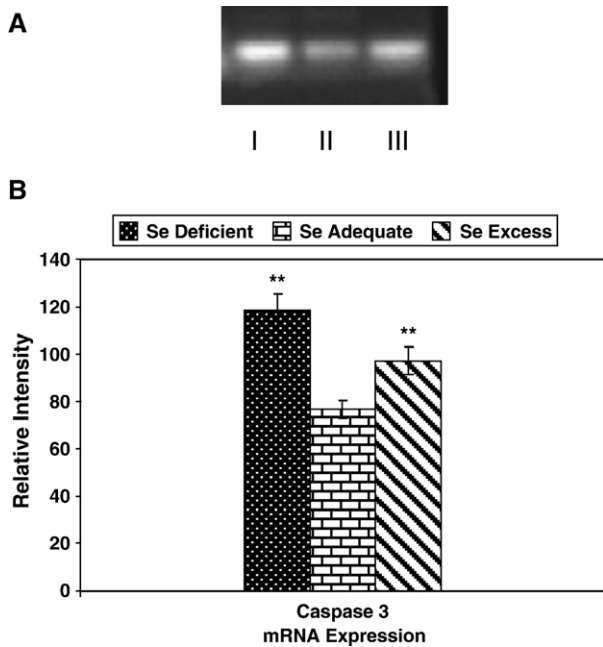 A
I II III
B
Se Deficient Se Adequate Se Excess
140
120
100
80
60
40
20
0
Relative Intensity
**
**
Caspase 3
mRNA Expression